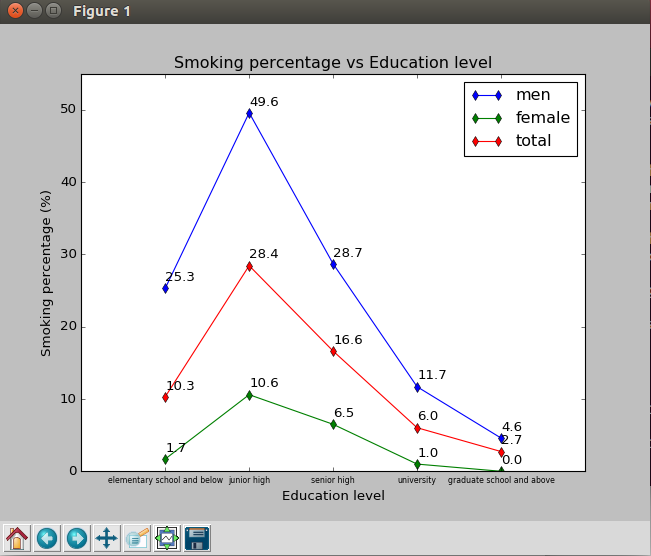 Figure 1
Smoking percentage vs Education level
men
female
total
Smoking percentage (%)
50
40
30
20
10
0
49.6
25.3
28.4
28.7
10.3
10.6
16.6
11.7
1.7
6.5
6.0
4.6
1.0
2.7
0.0
elementary school and below junior high senior high university graduate school and above
Education level